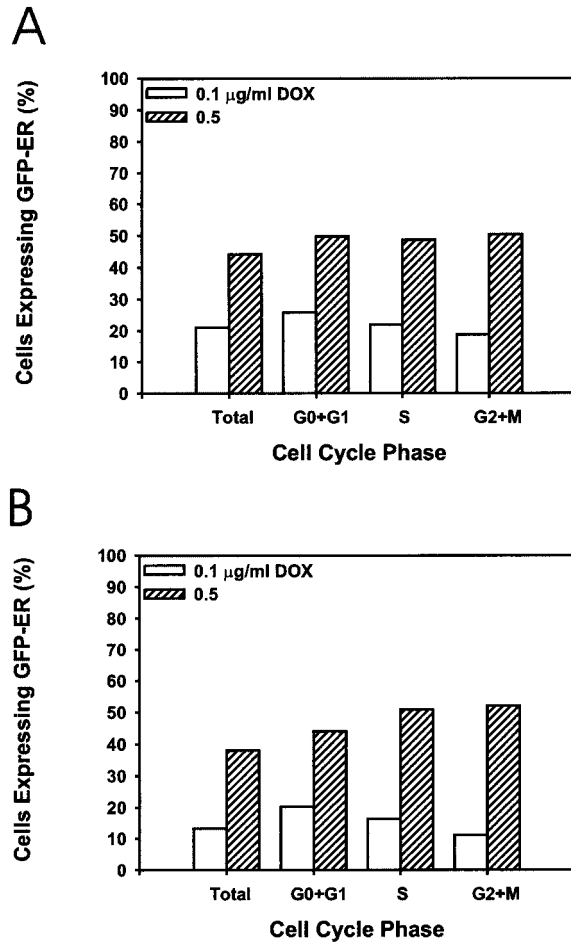 A
Cells Expressing GFP-ER (%)
100
90
80
70
60
50
40
30
20
10
0
0.1 μg/ml DOX
0.5
Total G0+G1 S G2+M
Cell Cycle Phase
B
Cells Expressing GFP-ER (%)
100
90
80
70
60
50
40
30
20
10
0
0.1 μg/ml DOX
0.5
Total G0+G1 S G2+M
Cell Cycle Phase